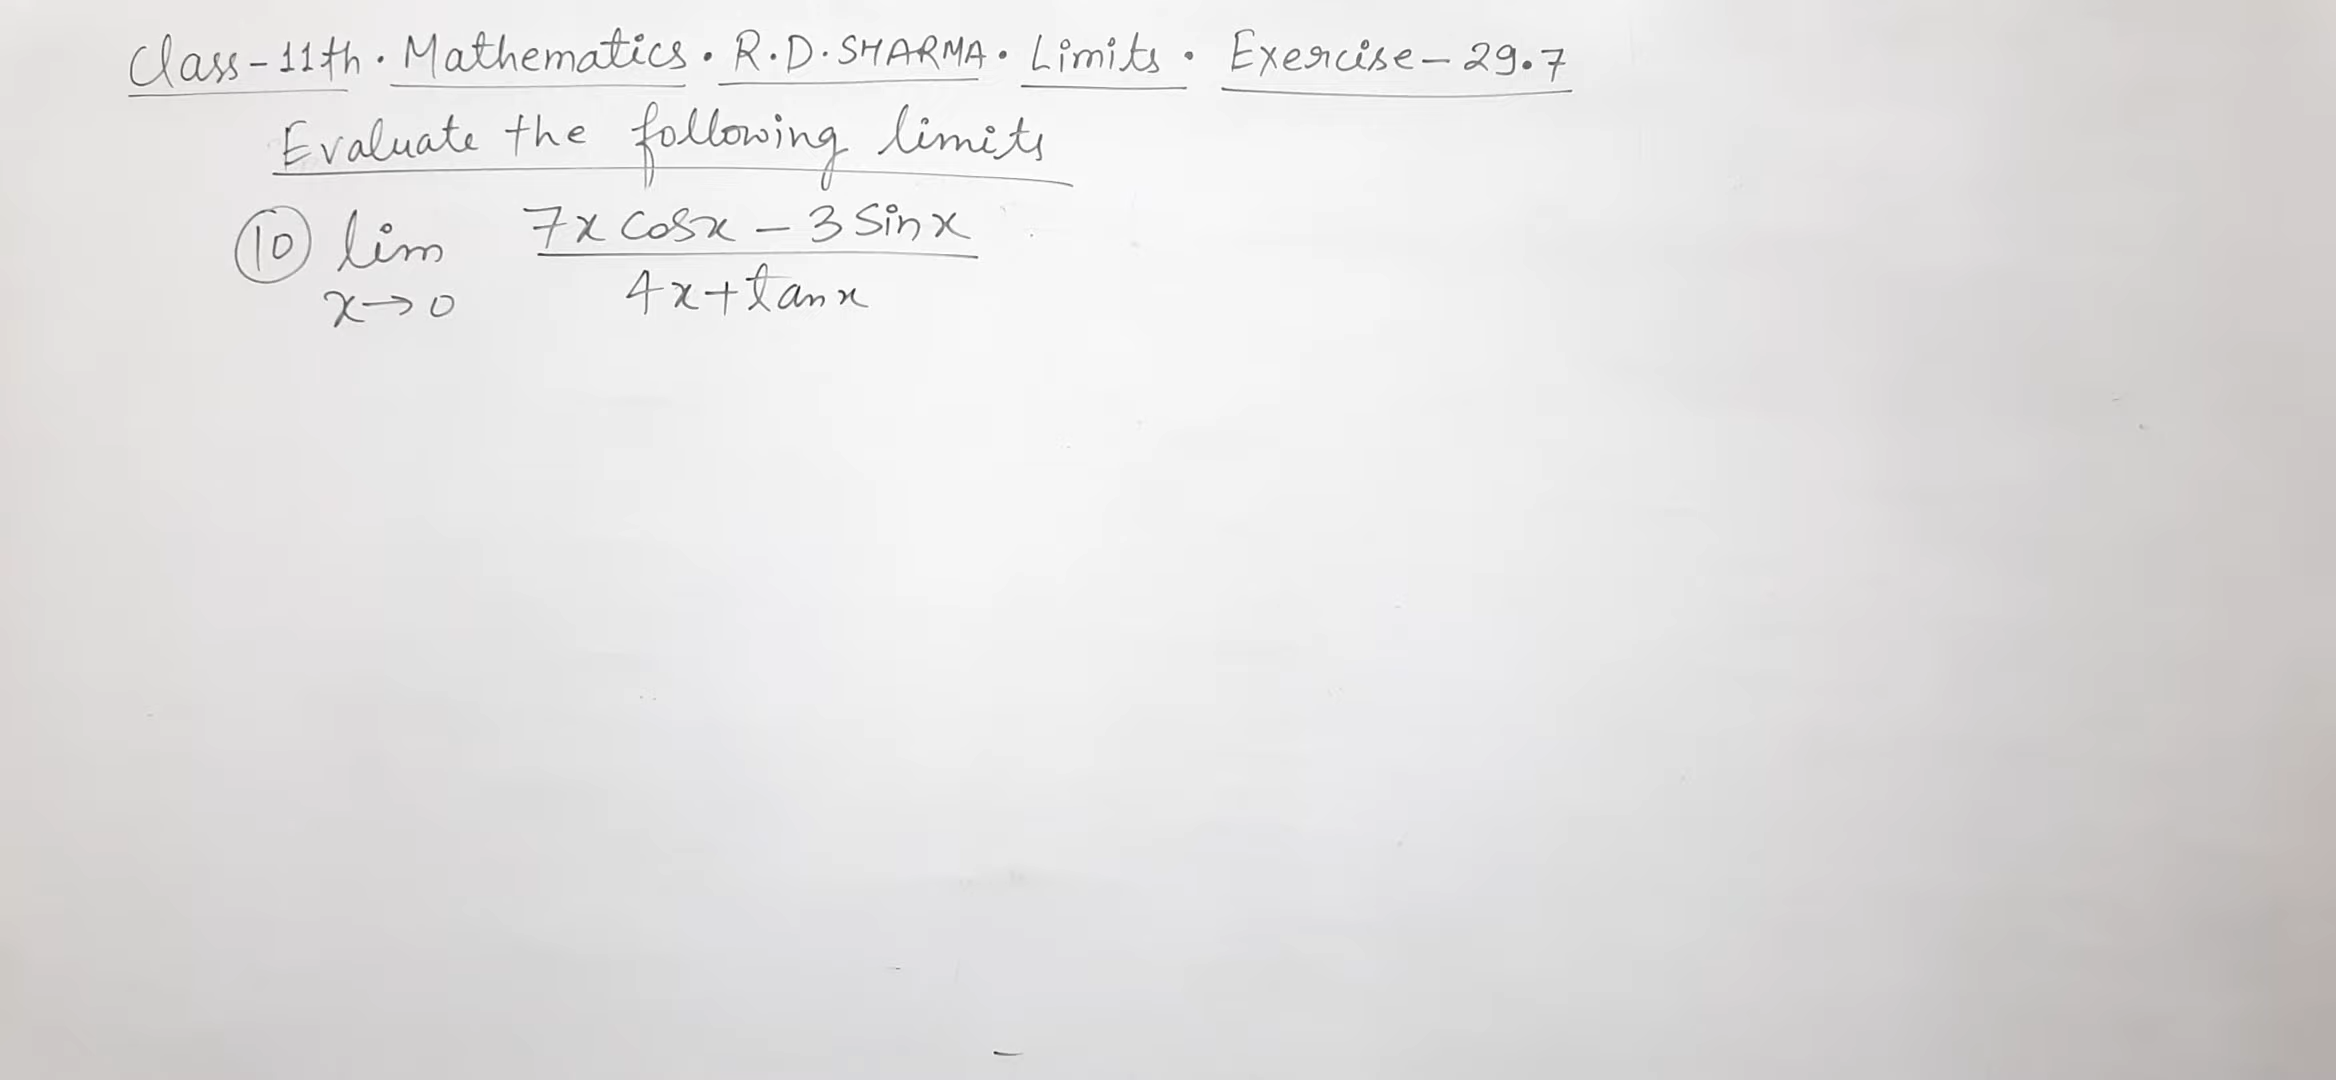 Class-11th. Mathematics. R.D. SHARMA. Limits. Exercise-29.7
Evaluate the following limits
10 lim x→0 (7x cosx - 3 sinx)/(4x+tanx)